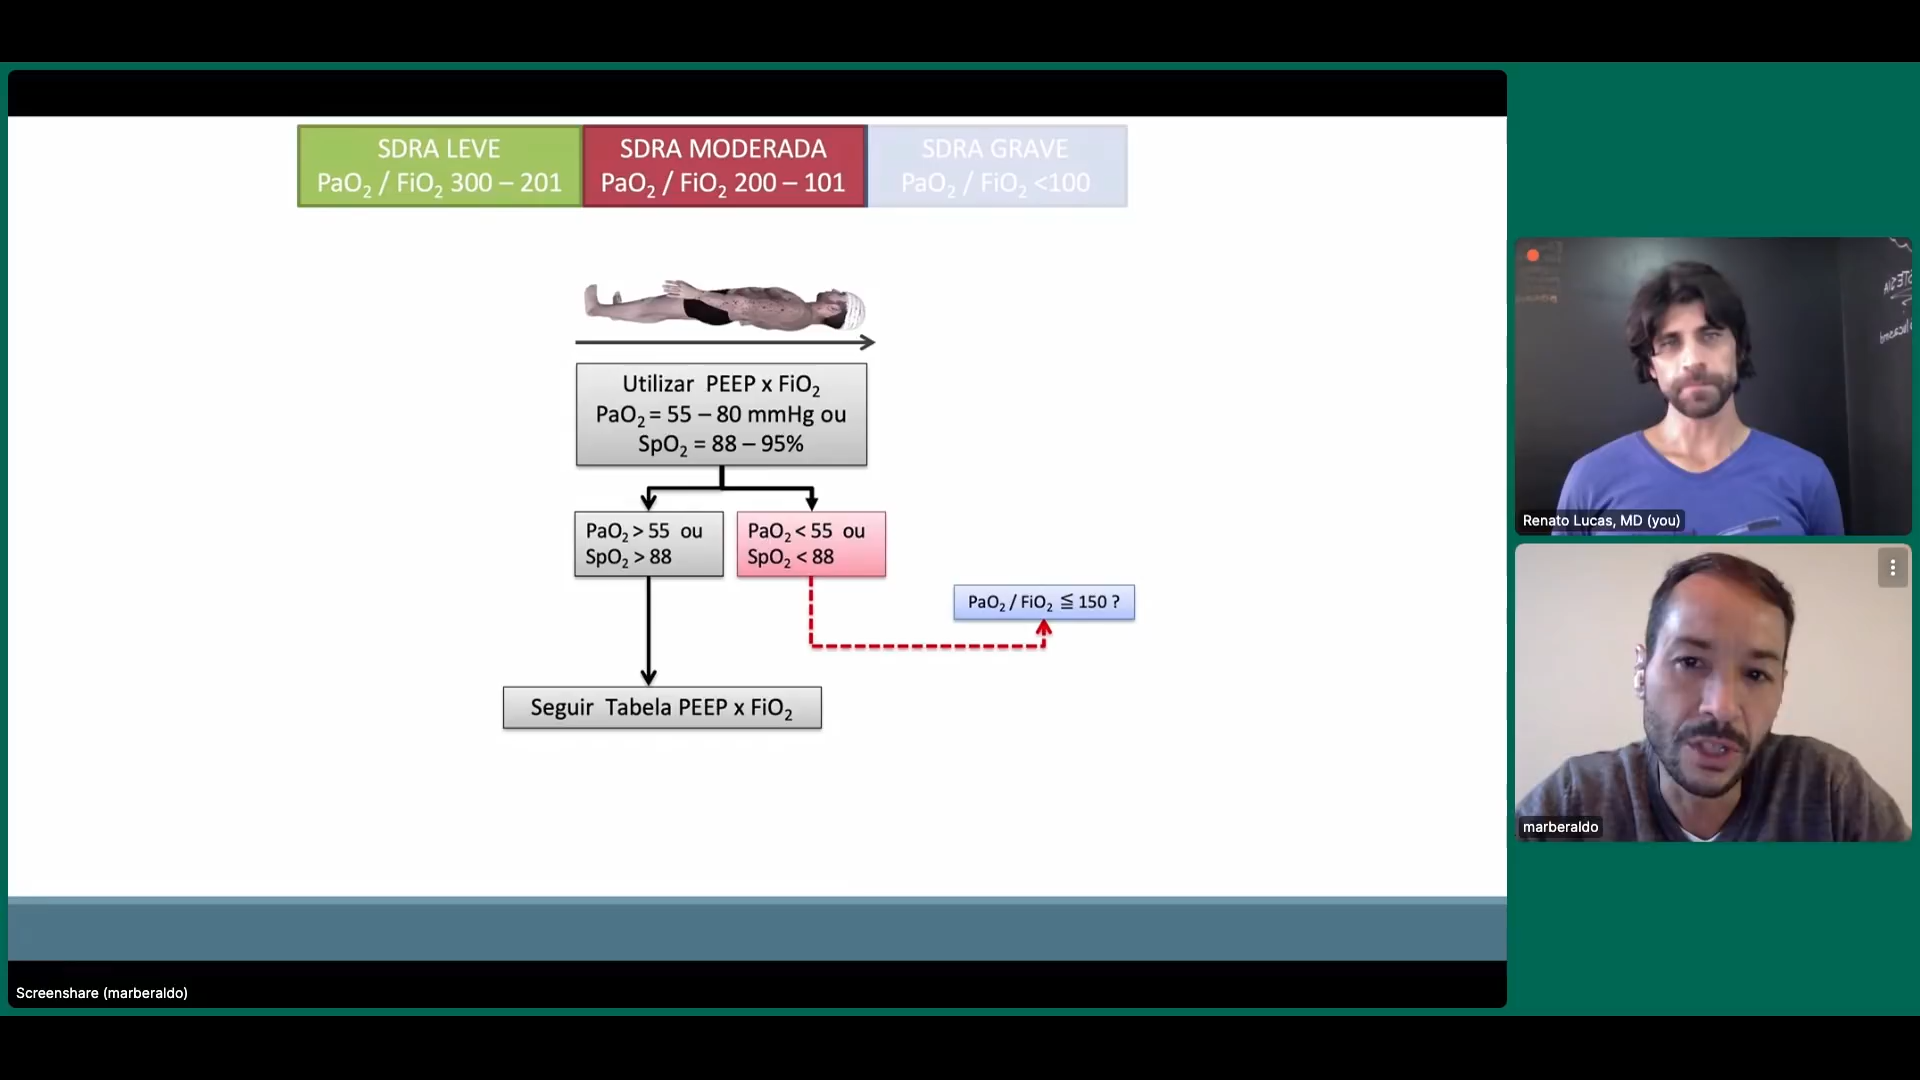 SDRA LEVE
PaO₂ / FiO₂ 300 – 201
SDRA MODERADA
PaO₂ / FiO₂ 200 – 101
SDRA GRAVE
PaO₂ / FiO₂ <100
Utilizar PEEP x FiO₂
PaO₂ = 55 – 80 mmHg ou
SpO₂ = 88 – 95%
PaO₂ > 55 ou
SpO₂ > 88
PaO₂ < 55 ou
SpO₂ < 88
PaO₂ / FiO₂ ≦ 150 ?
Seguir Tabela PEEP x FiO₂
Renato Lucas, MD (you)
marberaldo
Screenshare (marberaldo)